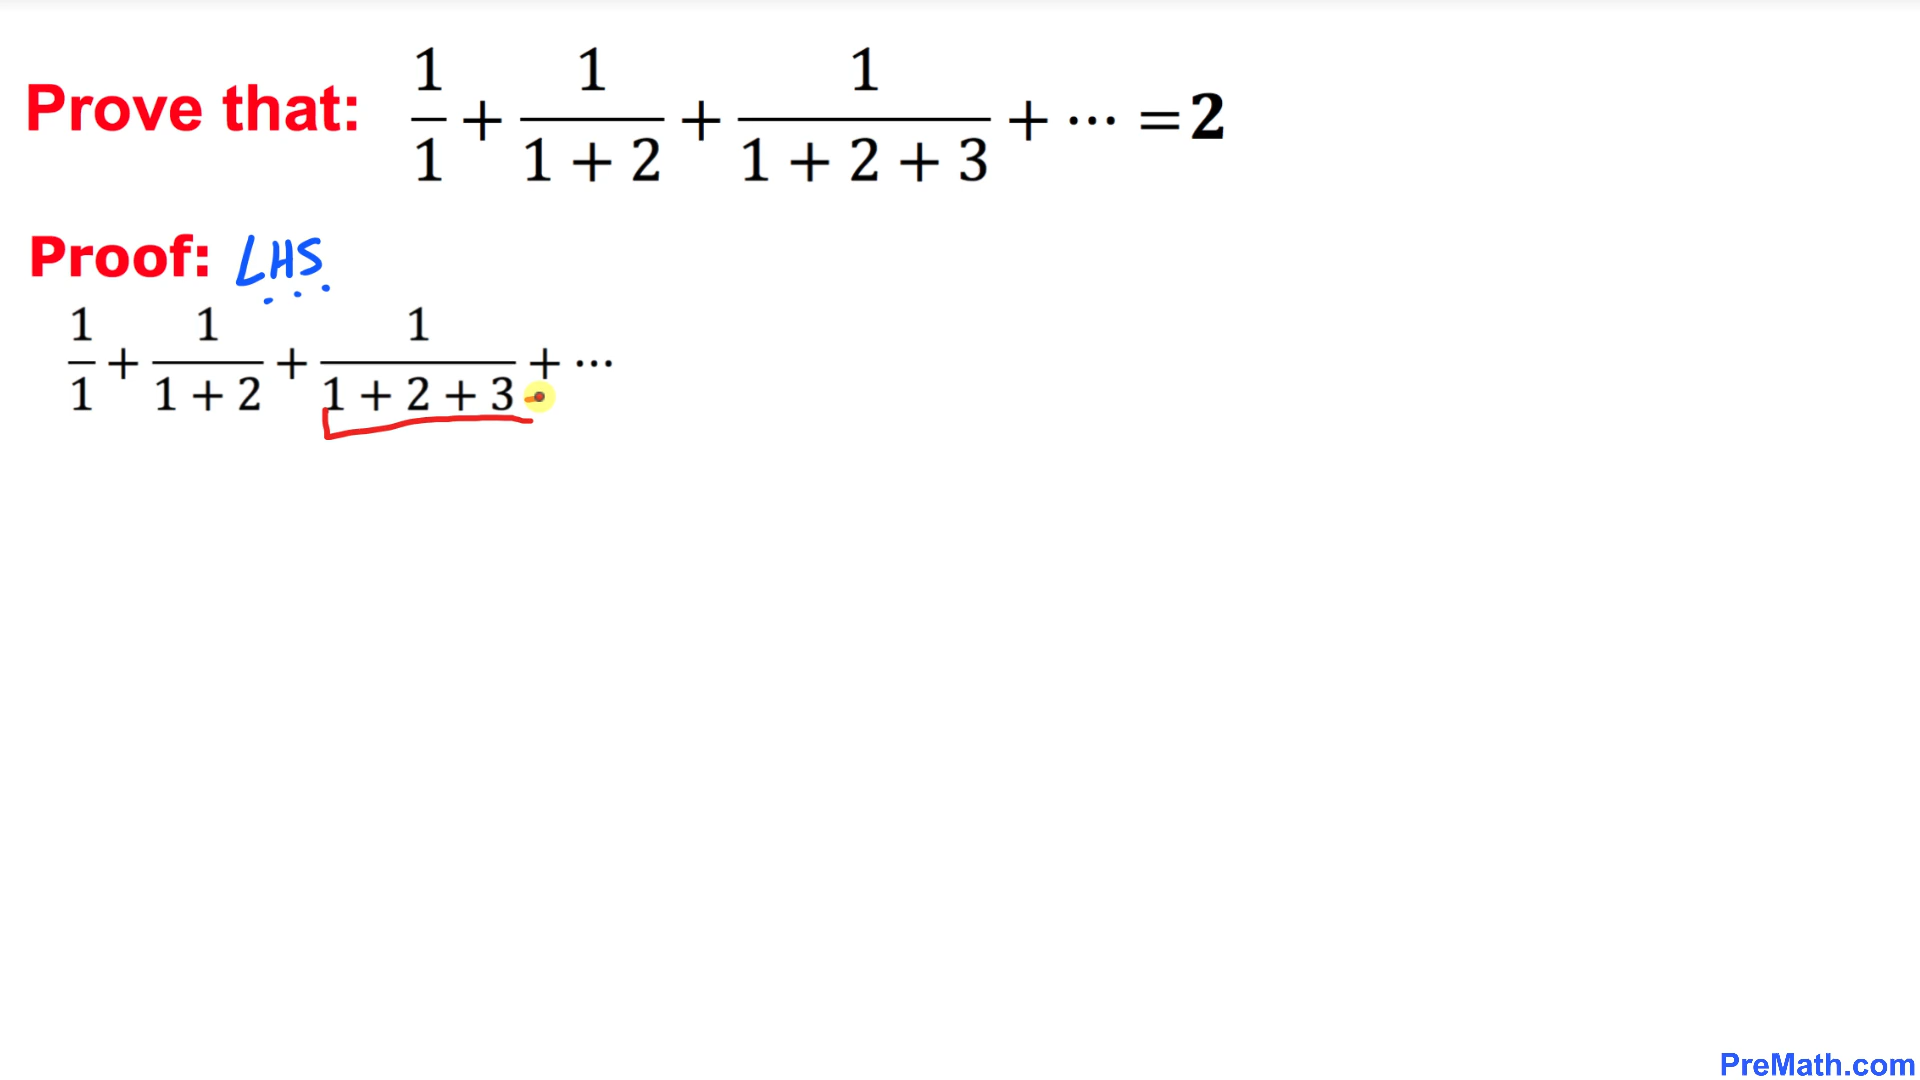 Prove that: 1/1 + 1/(1 + 2) + 1/(1 + 2 + 3) + ⋯ = 2
Proof: LHS
1/1 + 1/(1 + 2) + 1/(1 + 2 + 3) + ⋯
PreMath.com